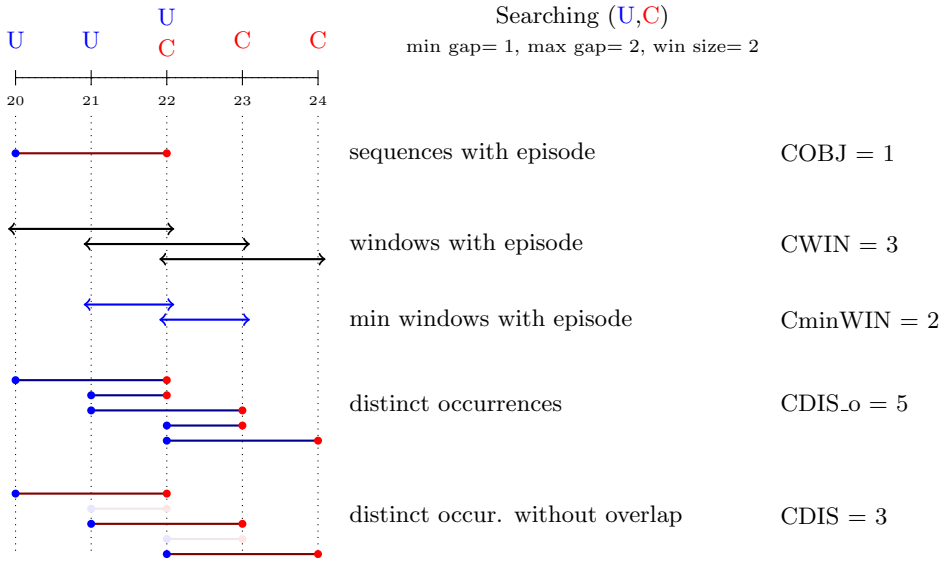 U
Searching (U,C)
U U C C C
min gap= 1, max gap= 2, win size= 2
20 21 22 23 24
sequences with episode COBJ = 1
windows with episode CWIN = 3
min windows with episode CminWIN = 2
distinct occurrences CDIS_o = 5
distinct occur. without overlap CDIS = 3